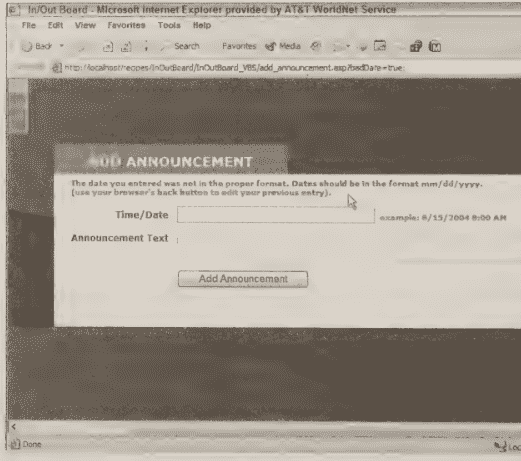 In/Out Board - Microsoft Internet Explorer provided by AT&T WorldNet Service
File Edit View Favorites Tools Help
Back Search Favorites Media
http://localhost/recipes/InOutBoard/InOutBoard_VBS/add_announcement.asp?badDate=true
ADD ANNOUNCEMENT
The date you entered was not in the proper format. Dates should be in the format mm/dd/yyyy.
(use your browser's back button to edit your previous entry).
Time/Date example: 8/15/2004 8:00 AM
Announcement Text
Add Announcement
Done